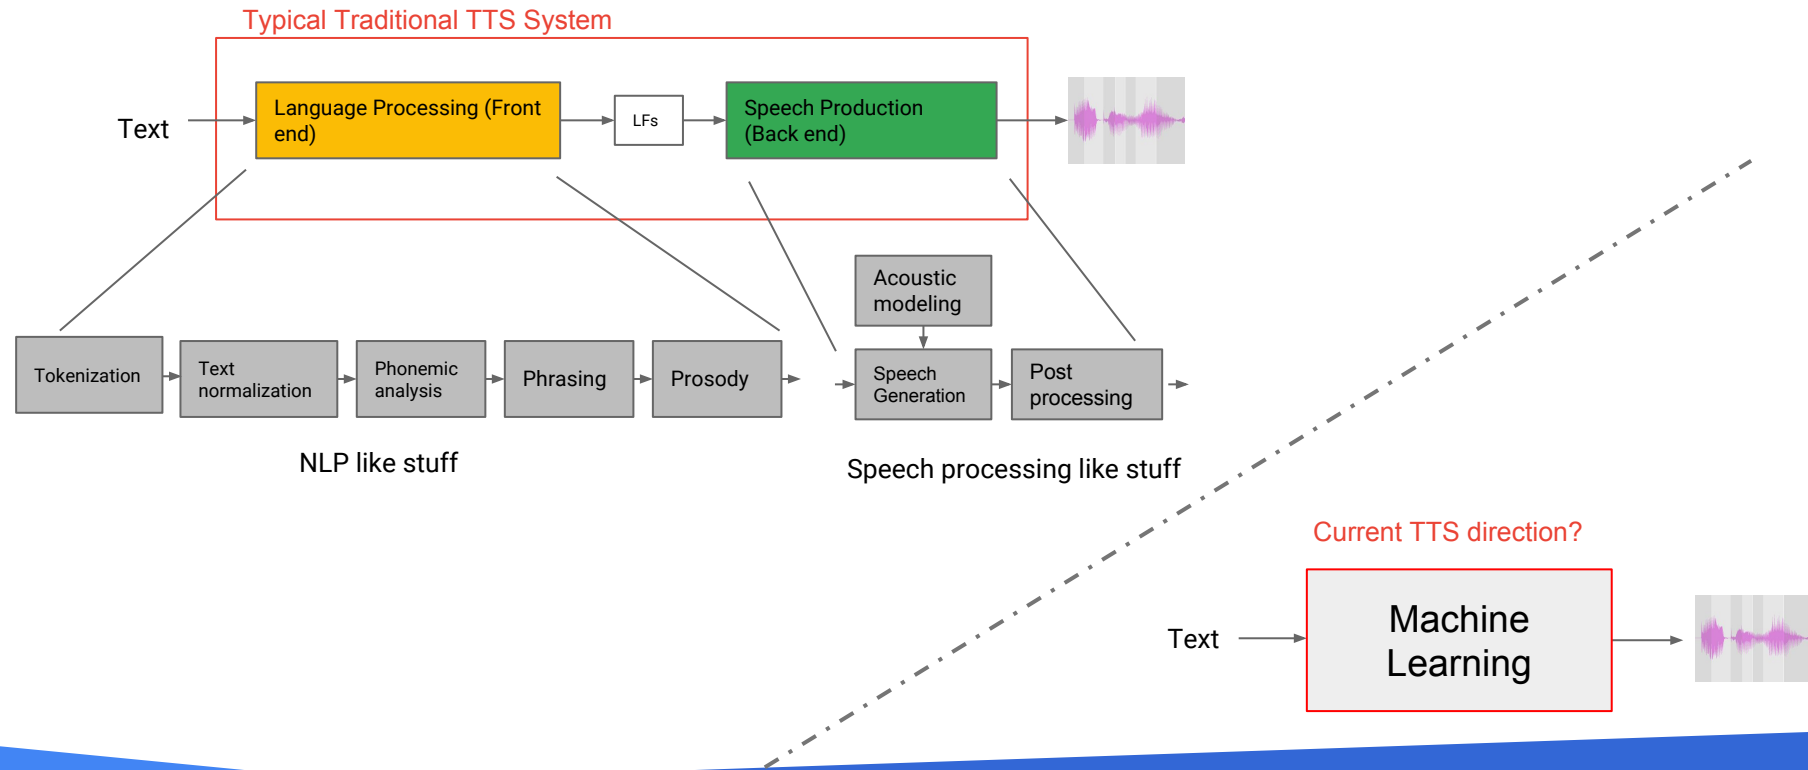 Typical Traditional TTS System
Text
Language Processing (Front
end)
LFs
Speech Production
(Back end)
Acoustic
modeling
Tokenization
Text
normalization
Phonemic
analysis
Phrasing
Prosody
Speech
Generation
Post
processing
NLP like stuff
Speech processing like stuff
Current TTS direction?
Text
Machine
Learning